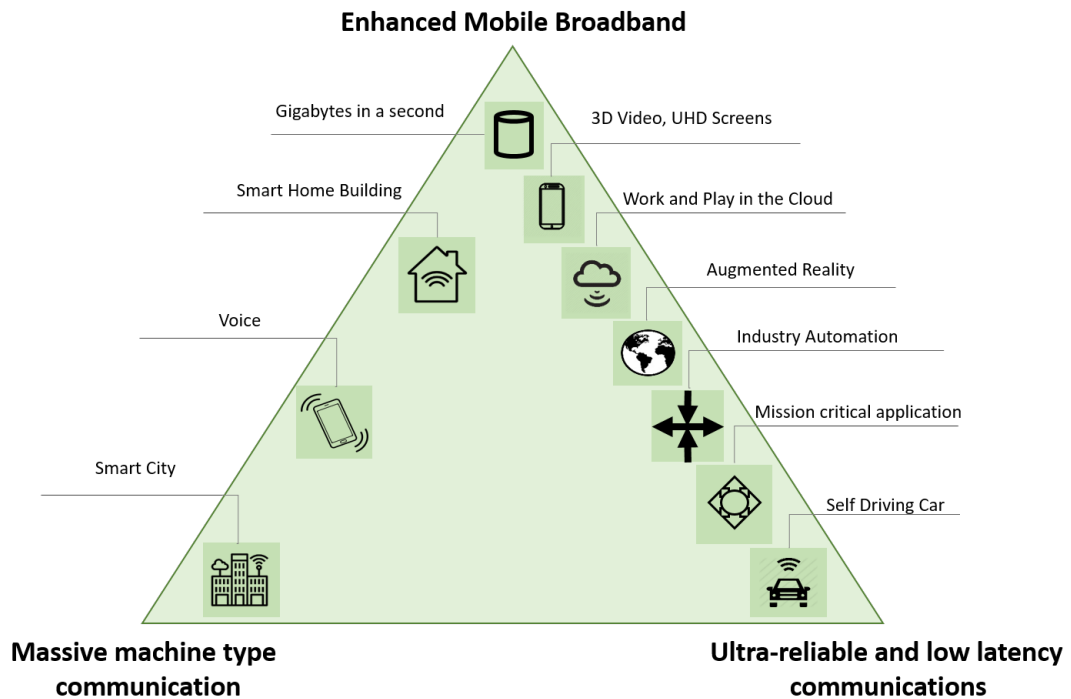 Enhanced Mobile Broadband
Gigabytes in a second
3D Video, UHD Screens
Smart Home Building
Work and Play in the Cloud
Augmented Reality
Voice
Industry Automation
Mission critical application
Smart City
Self Driving Car
Massive machine type
communication
Ultra-reliable and low latency
communications